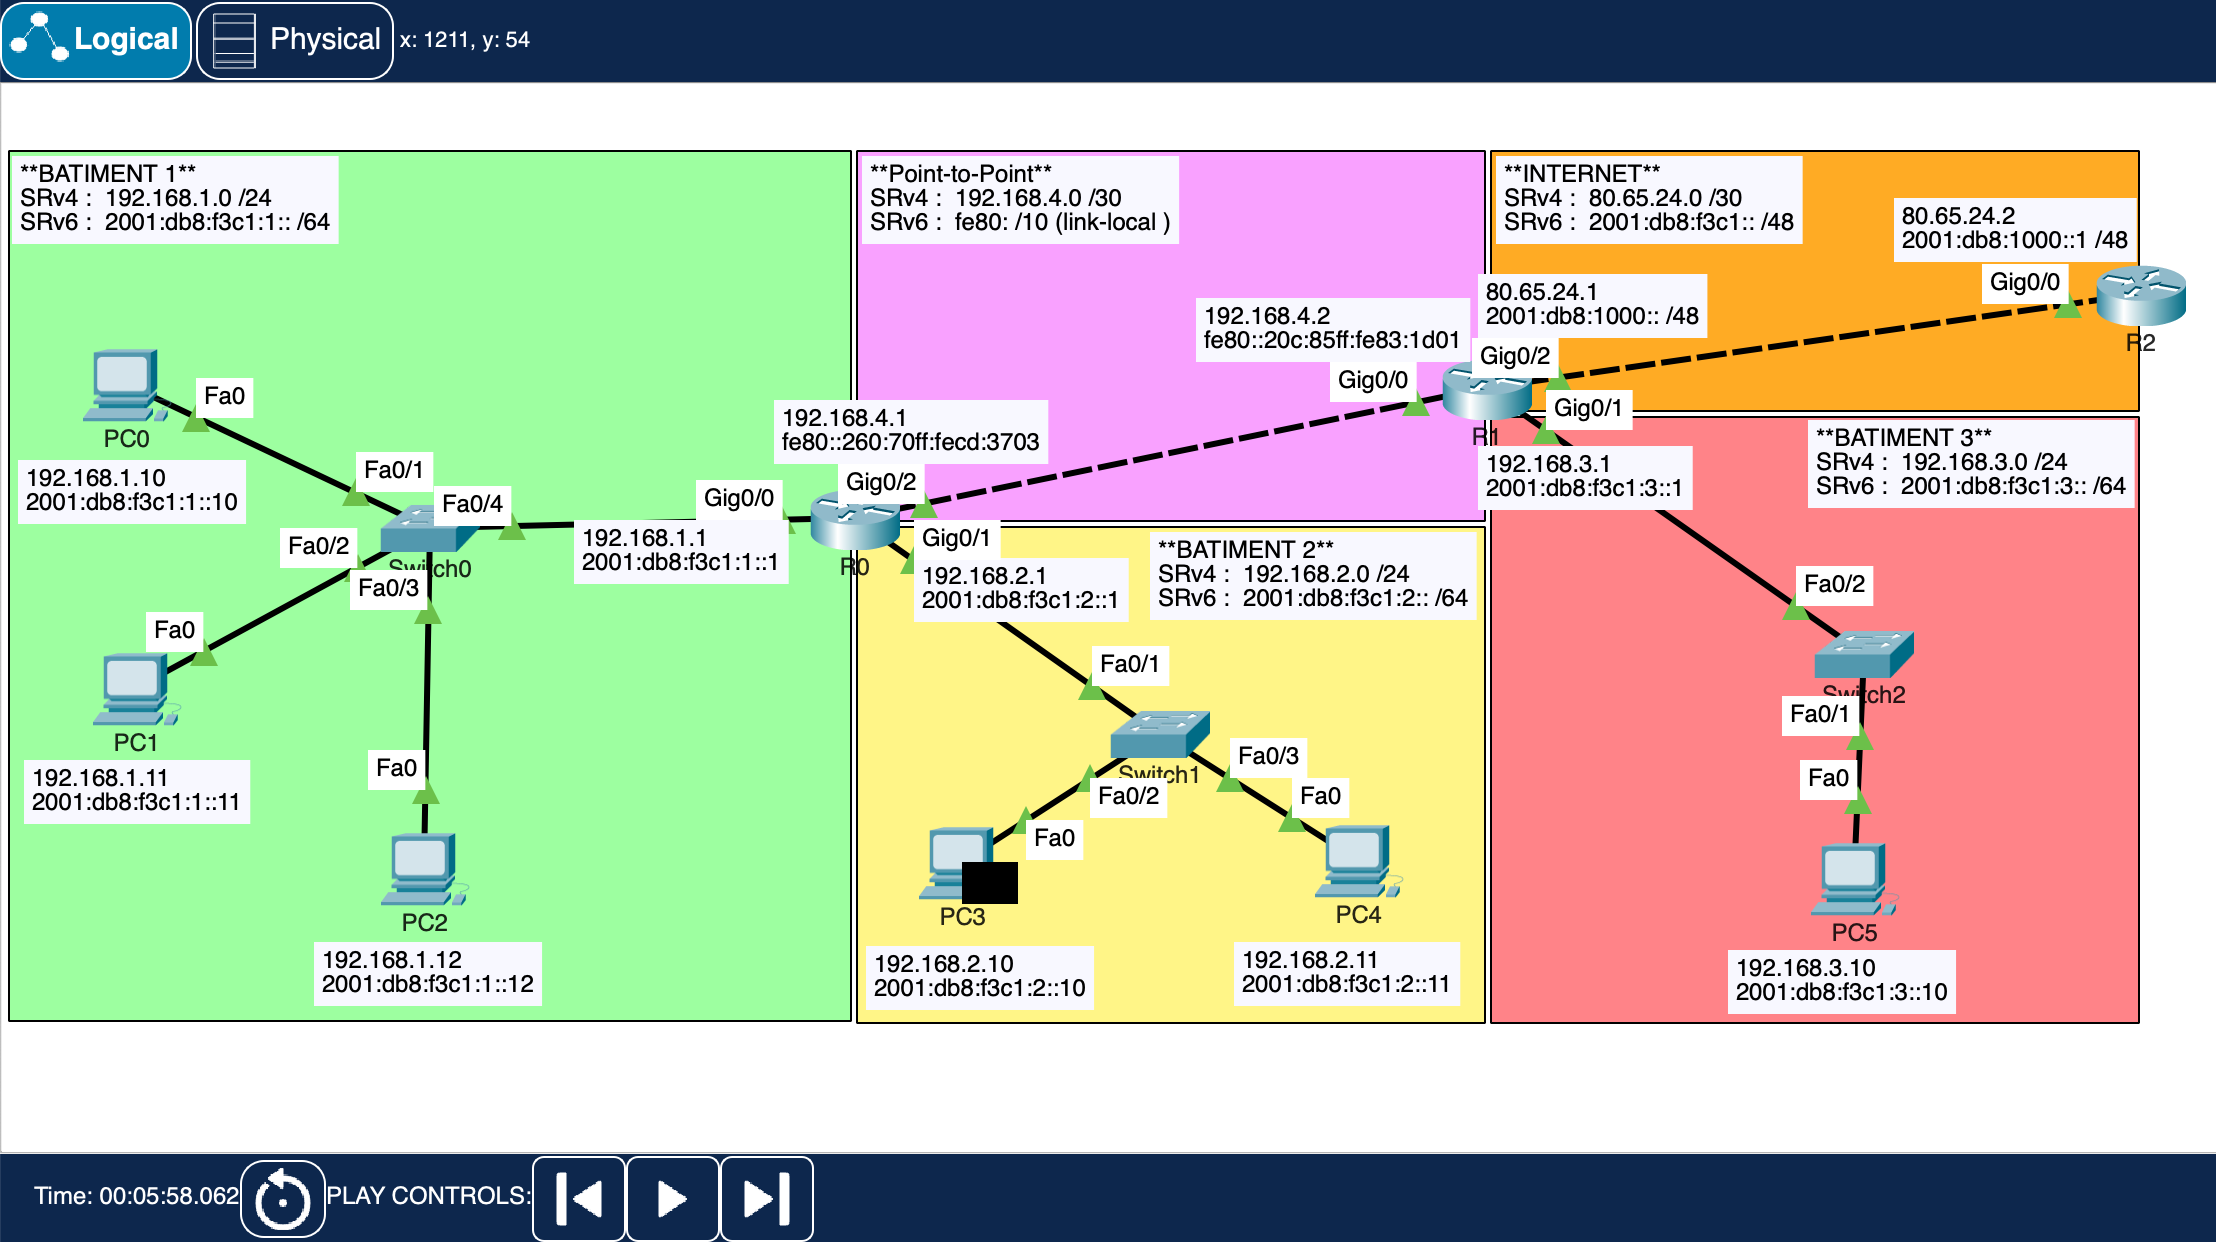 Logical
Physical
x: 1211, y: 54
**BATIMENT 1**
SRv4 : 192.168.1.0 /24
SRv6 : 2001:db8:f3c1:1:: /64
**Point-to-Point**
SRv4 : 192.168.4.0 /30
SRv6 : fe80: /10 (link-local )
**INTERNET**
SRv4 : 80.65.24.0 /30
SRv6 : 2001:db8:f3c1:: /48
80.65.24.2
2001:db8:1000::1 /48
Gig0/0
R2
80.65.24.1
2001:db8:1000:: /48
192.168.4.2
fe80::20c:85ff:fe83:1d01
Gig0/2
Gig0/0
Gig0/1
R1
192.168.4.1
fe80::260:70ff:fecd:3703
Gig0/2
Gig0/0
R0
Gig0/1
192.168.1.1
2001:db8:f3c1:1::1
Fa0
PC0
192.168.1.10
2001:db8:f3c1:1::10
Fa0/1
Fa0/4
Fa0/2
Switch0
Fa0/3
Fa0
PC1
192.168.1.11
2001:db8:f3c1:1::11
Fa0
PC2
192.168.1.12
2001:db8:f3c1:1::12
192.168.2.1
2001:db8:f3c1:2::1
**BATIMENT 2**
SRv4 : 192.168.2.0 /24
SRv6 : 2001:db8:f3c1:2:: /64
Fa0/1
Switch1
Fa0/3
Fa0/2
Fa0
Fa0
PC3
PC4
192.168.2.10
2001:db8:f3c1:2::10
192.168.2.11
2001:db8:f3c1:2::11
192.168.3.1
2001:db8:f3c1:3::1
**BATIMENT 3**
SRv4 : 192.168.3.0 /24
SRv6 : 2001:db8:f3c1:3:: /64
Fa0/2
Switch2
Fa0/1
Fa0
PC5
192.168.3.10
2001:db8:f3c1:3::10
Time: 00:05:58.062
PLAY CONTROLS: